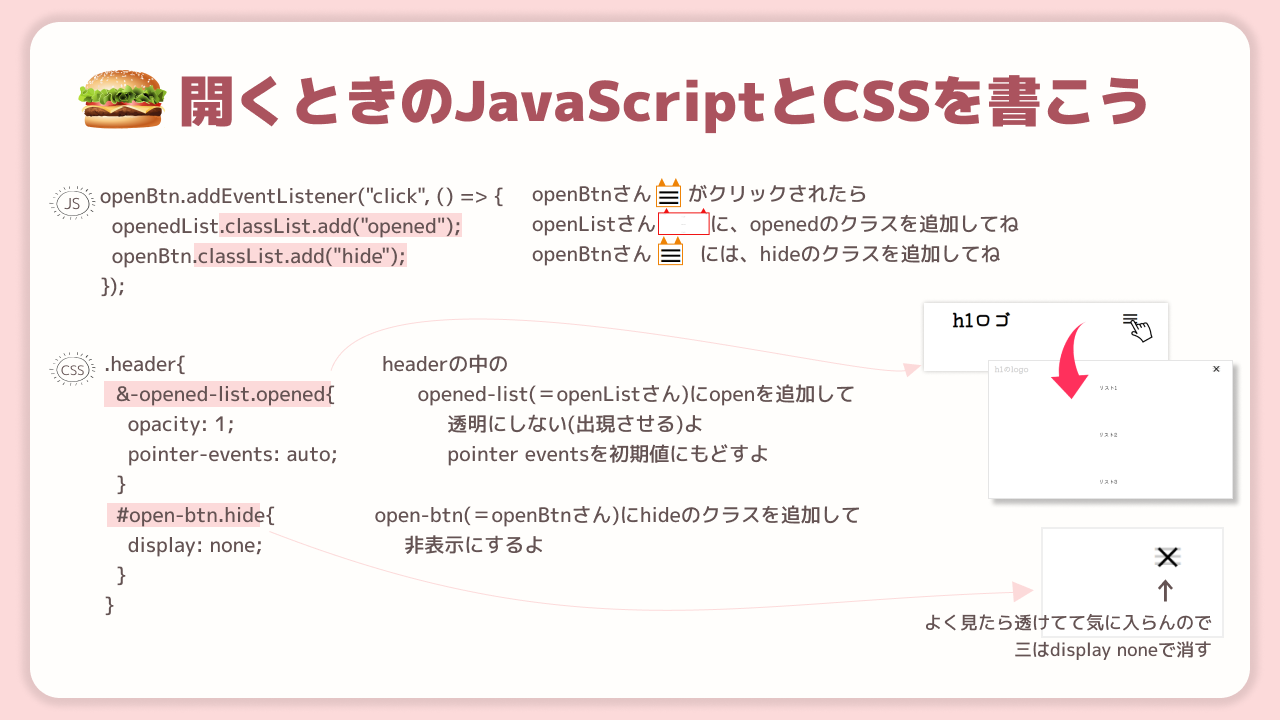 開くときのJavaScriptとCSSを書こう
JS
openBtn.addEventListener("click", () => {
openedList.classList.add("opened");
openBtn.classList.add("hide");
});
openBtnさん がクリックされたら
openListさん に、openedのクラスを追加してね
openBtnさん には、hideのクラスを追加してね
CSS
.header{
&-opened-list.opened{
opacity: 1;
pointer-events: auto;
}
#open-btn.hide{
display: none;
}
}
headerの中の
opened-list(＝openListさん)にopenを追加して
透明にしない(出現させる)よ
pointer eventsを初期値にもどすよ
open-btn(＝openBtnさん)にhideのクラスを追加して
非表示にするよ
h1ロゴ
h1のlogo
リスト1
リスト2
リスト3
よく見たら透けてて気に入らんので
三はdisplay noneで消す